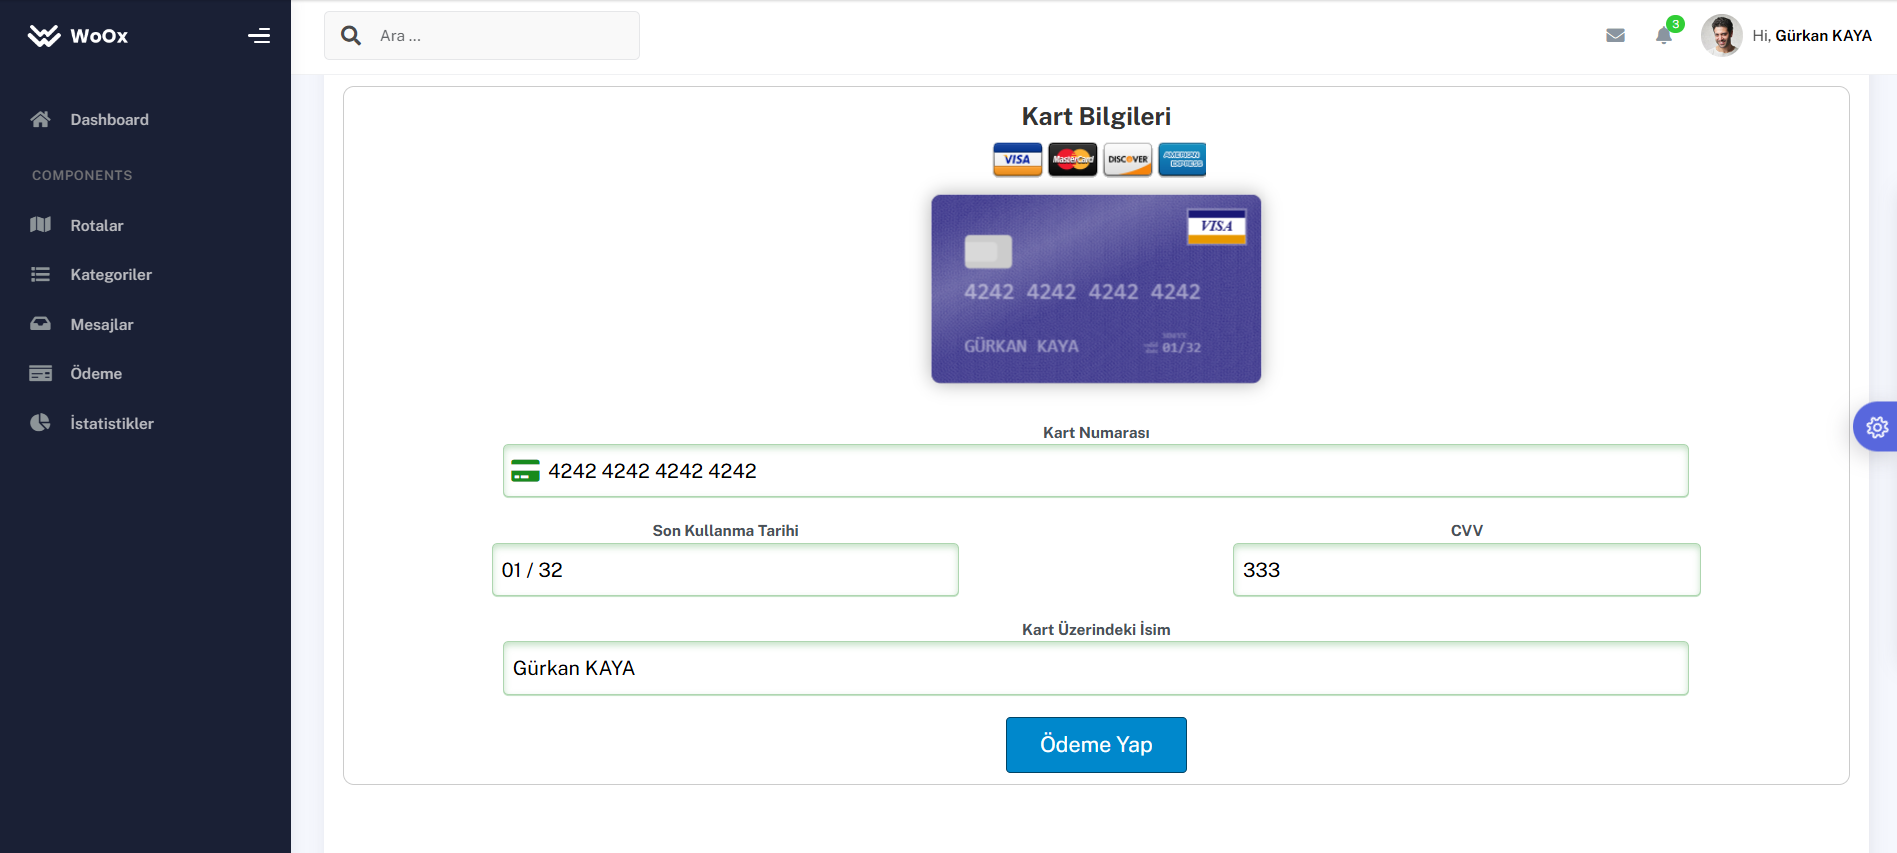 WoOx
Ara ...
3
Hi, Gürkan KAYA
Dashboard
COMPONENTS
Rotalar
Kategoriler
Mesajlar
Ödeme
İstatistikler
Kart Bilgileri
VISA MasterCard DISCOVER AMERICAN EXPRESS
VISA
4242 4242 4242 4242
GÜRKAN KAYA 01/32
Kart Numarası
4242 4242 4242 4242
Son Kullanma Tarihi CVV
01 / 32 333
Kart Üzerindeki İsim
Gürkan KAYA
Ödeme Yap